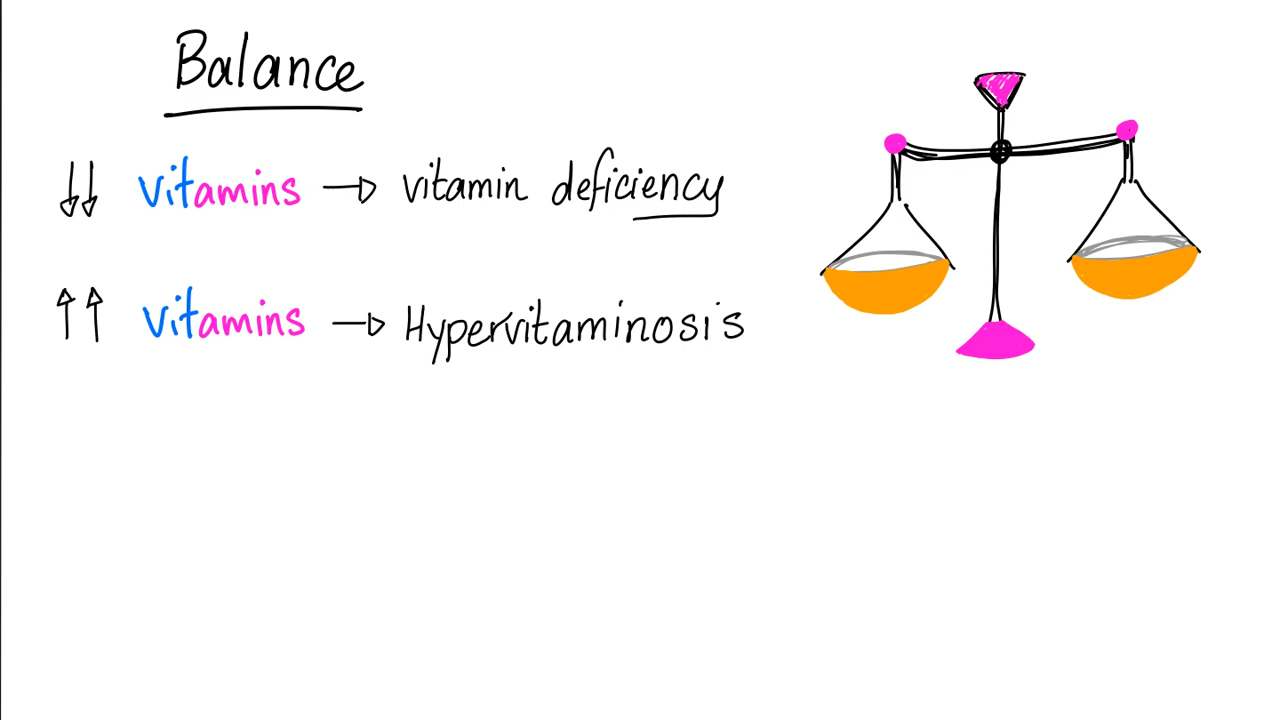 Balance
↓↓ vitamins → vitamin deficiency
↑↑ vitamins → Hypervitaminosis